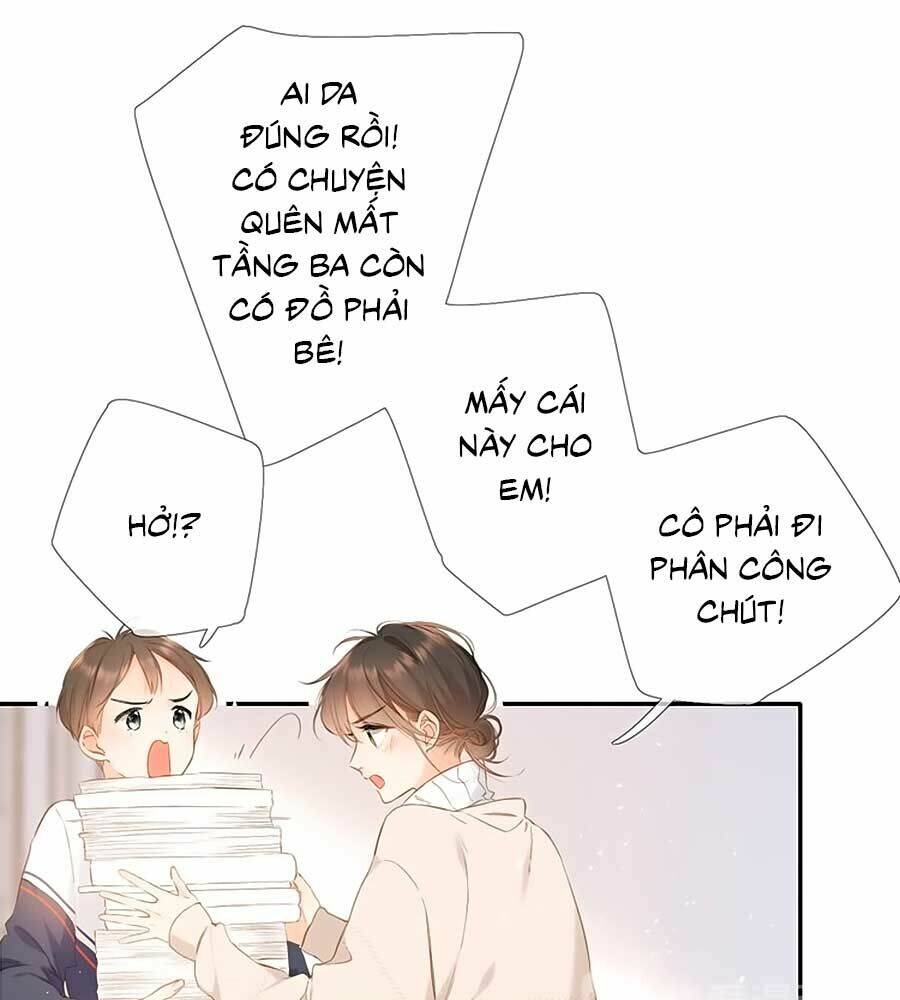 AI DA
ĐÚNG RỒI!
CÓ CHUYỆN
QUÊN MẤT
TẦNG BA CÒN
CÓ ĐỒ PHẢI
BÊ!
MẤY CÁI
NÀY CHO
EM!
HỞ!?
CÔ PHẢI ĐI
PHÂN CÔNG
CHÚT!